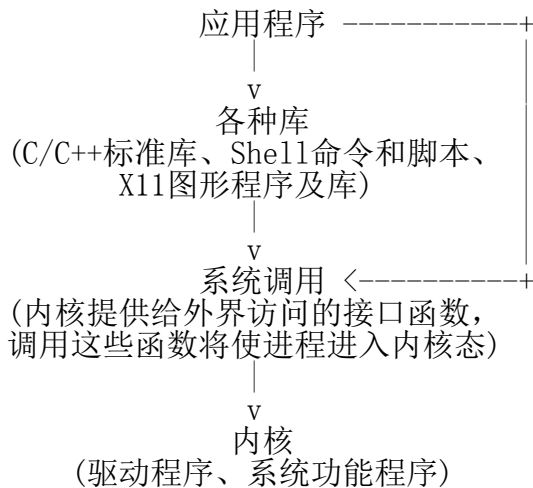 应用程序 -----------+
|                  |
v                  |
各种库               |
(C/C++标准库、Shell命令和脚本、 |
X11图形程序及库)         |
|                  |
v                  |
系统调用 <----------+
(内核提供给外界访问的接口函数，
调用这些函数将使进程进入内核态)
|
v
内核
(驱动程序、系统功能程序)